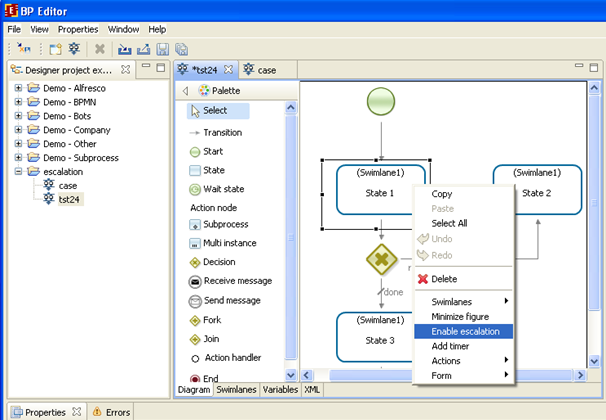 BP Editor
File View Properties Window Help
Designer project ex...
Demo - Alfresco
Demo - BPMN
Demo - Bots
Demo - Company
Demo - Other
Demo - Subprocess
escalation
case
tst24
*tst24
case
Palette
Select
Transition
Start
State
Wait state
Action node
Subprocess
Multi instance
Decision
Receive message
Send message
Fork
Join
Action handler
End
(Swimlane1)
State 1
(Swimlane1)
State 2
done
(Swimlane1)
State 3
Copy
Paste
Select All
Undo
Redo
Delete
Swimlanes
Minimize figure
Enable escalation
Add timer
Actions
Form
Diagram Swimlanes Variables XML
Properties Errors